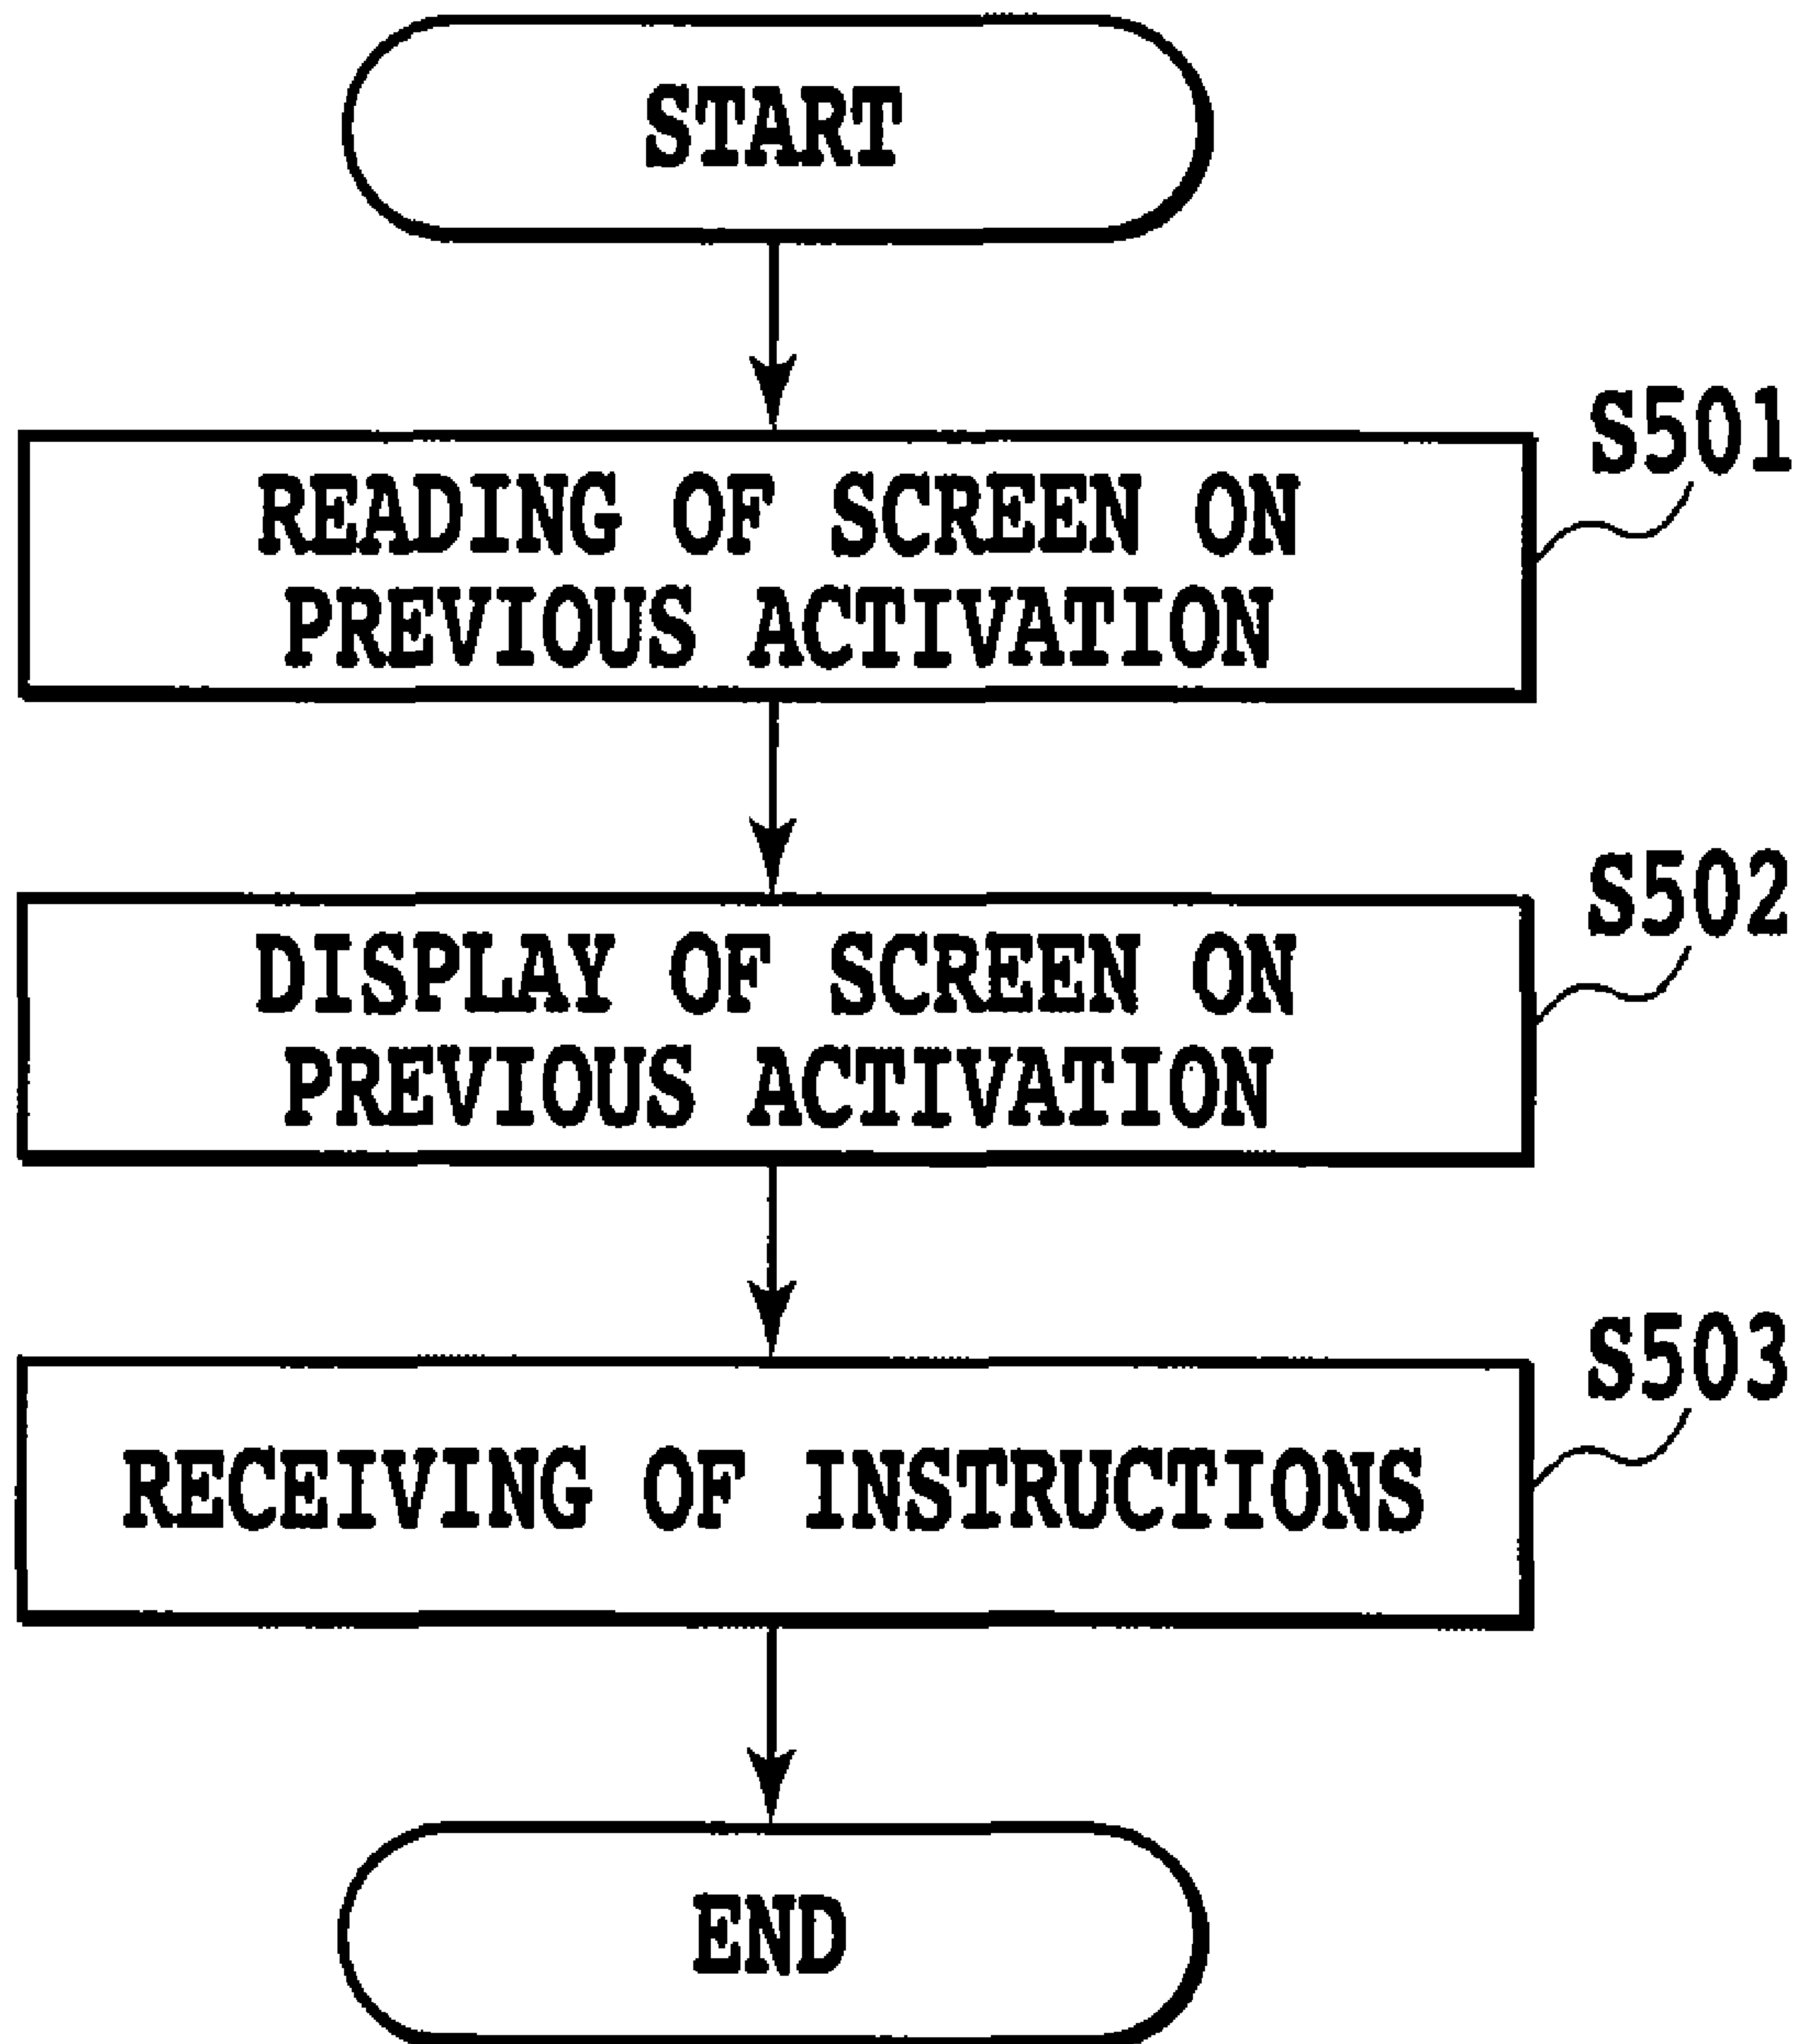 START
S501
READING OF SCREEN ON
PREVIOUS ACTIVATION
S502
DISPLAY OF SCREEN ON
PREVIOUS ACTIVATION
S503
RECEIVING OF INSTRUCTIONS
END